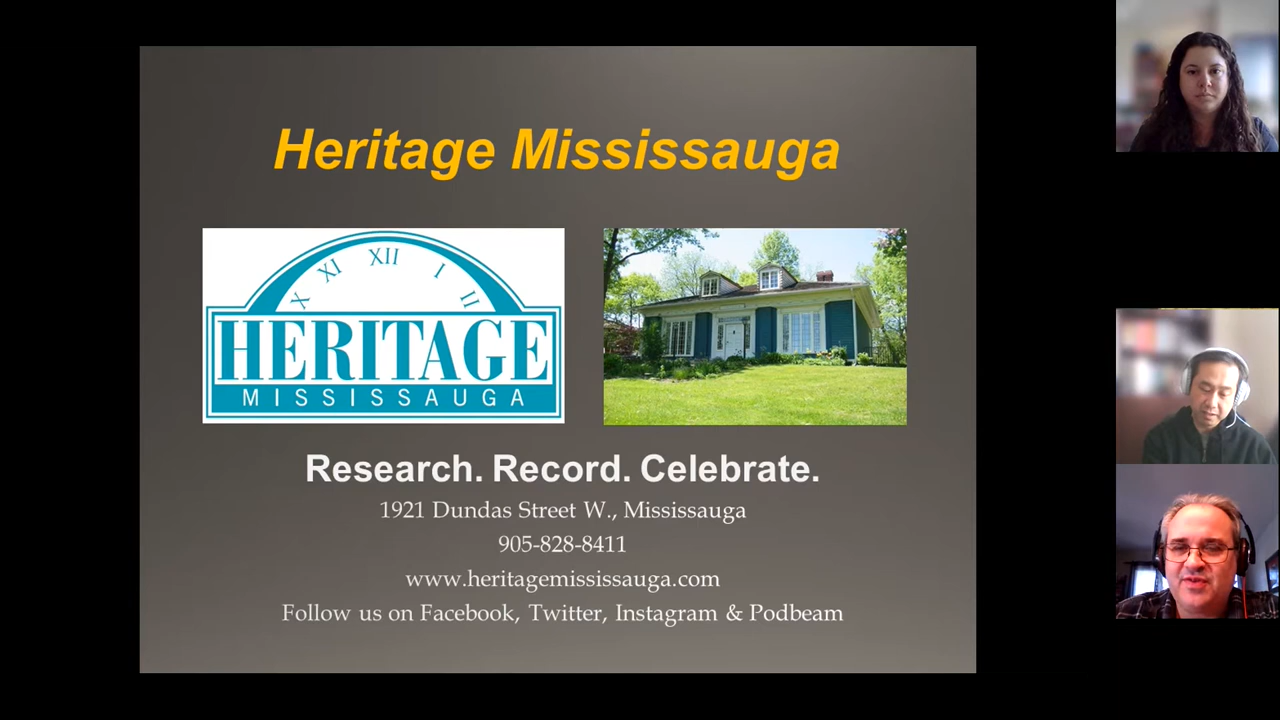 Heritage Mississauga
X XI XII I II
HERITAGE
MISSISSAUGA
Research. Record. Celebrate.
1921 Dundas Street W., Mississauga
905-828-8411
www.heritagemississauga.com
Follow us on Facebook, Twitter, Instagram & Podbeam